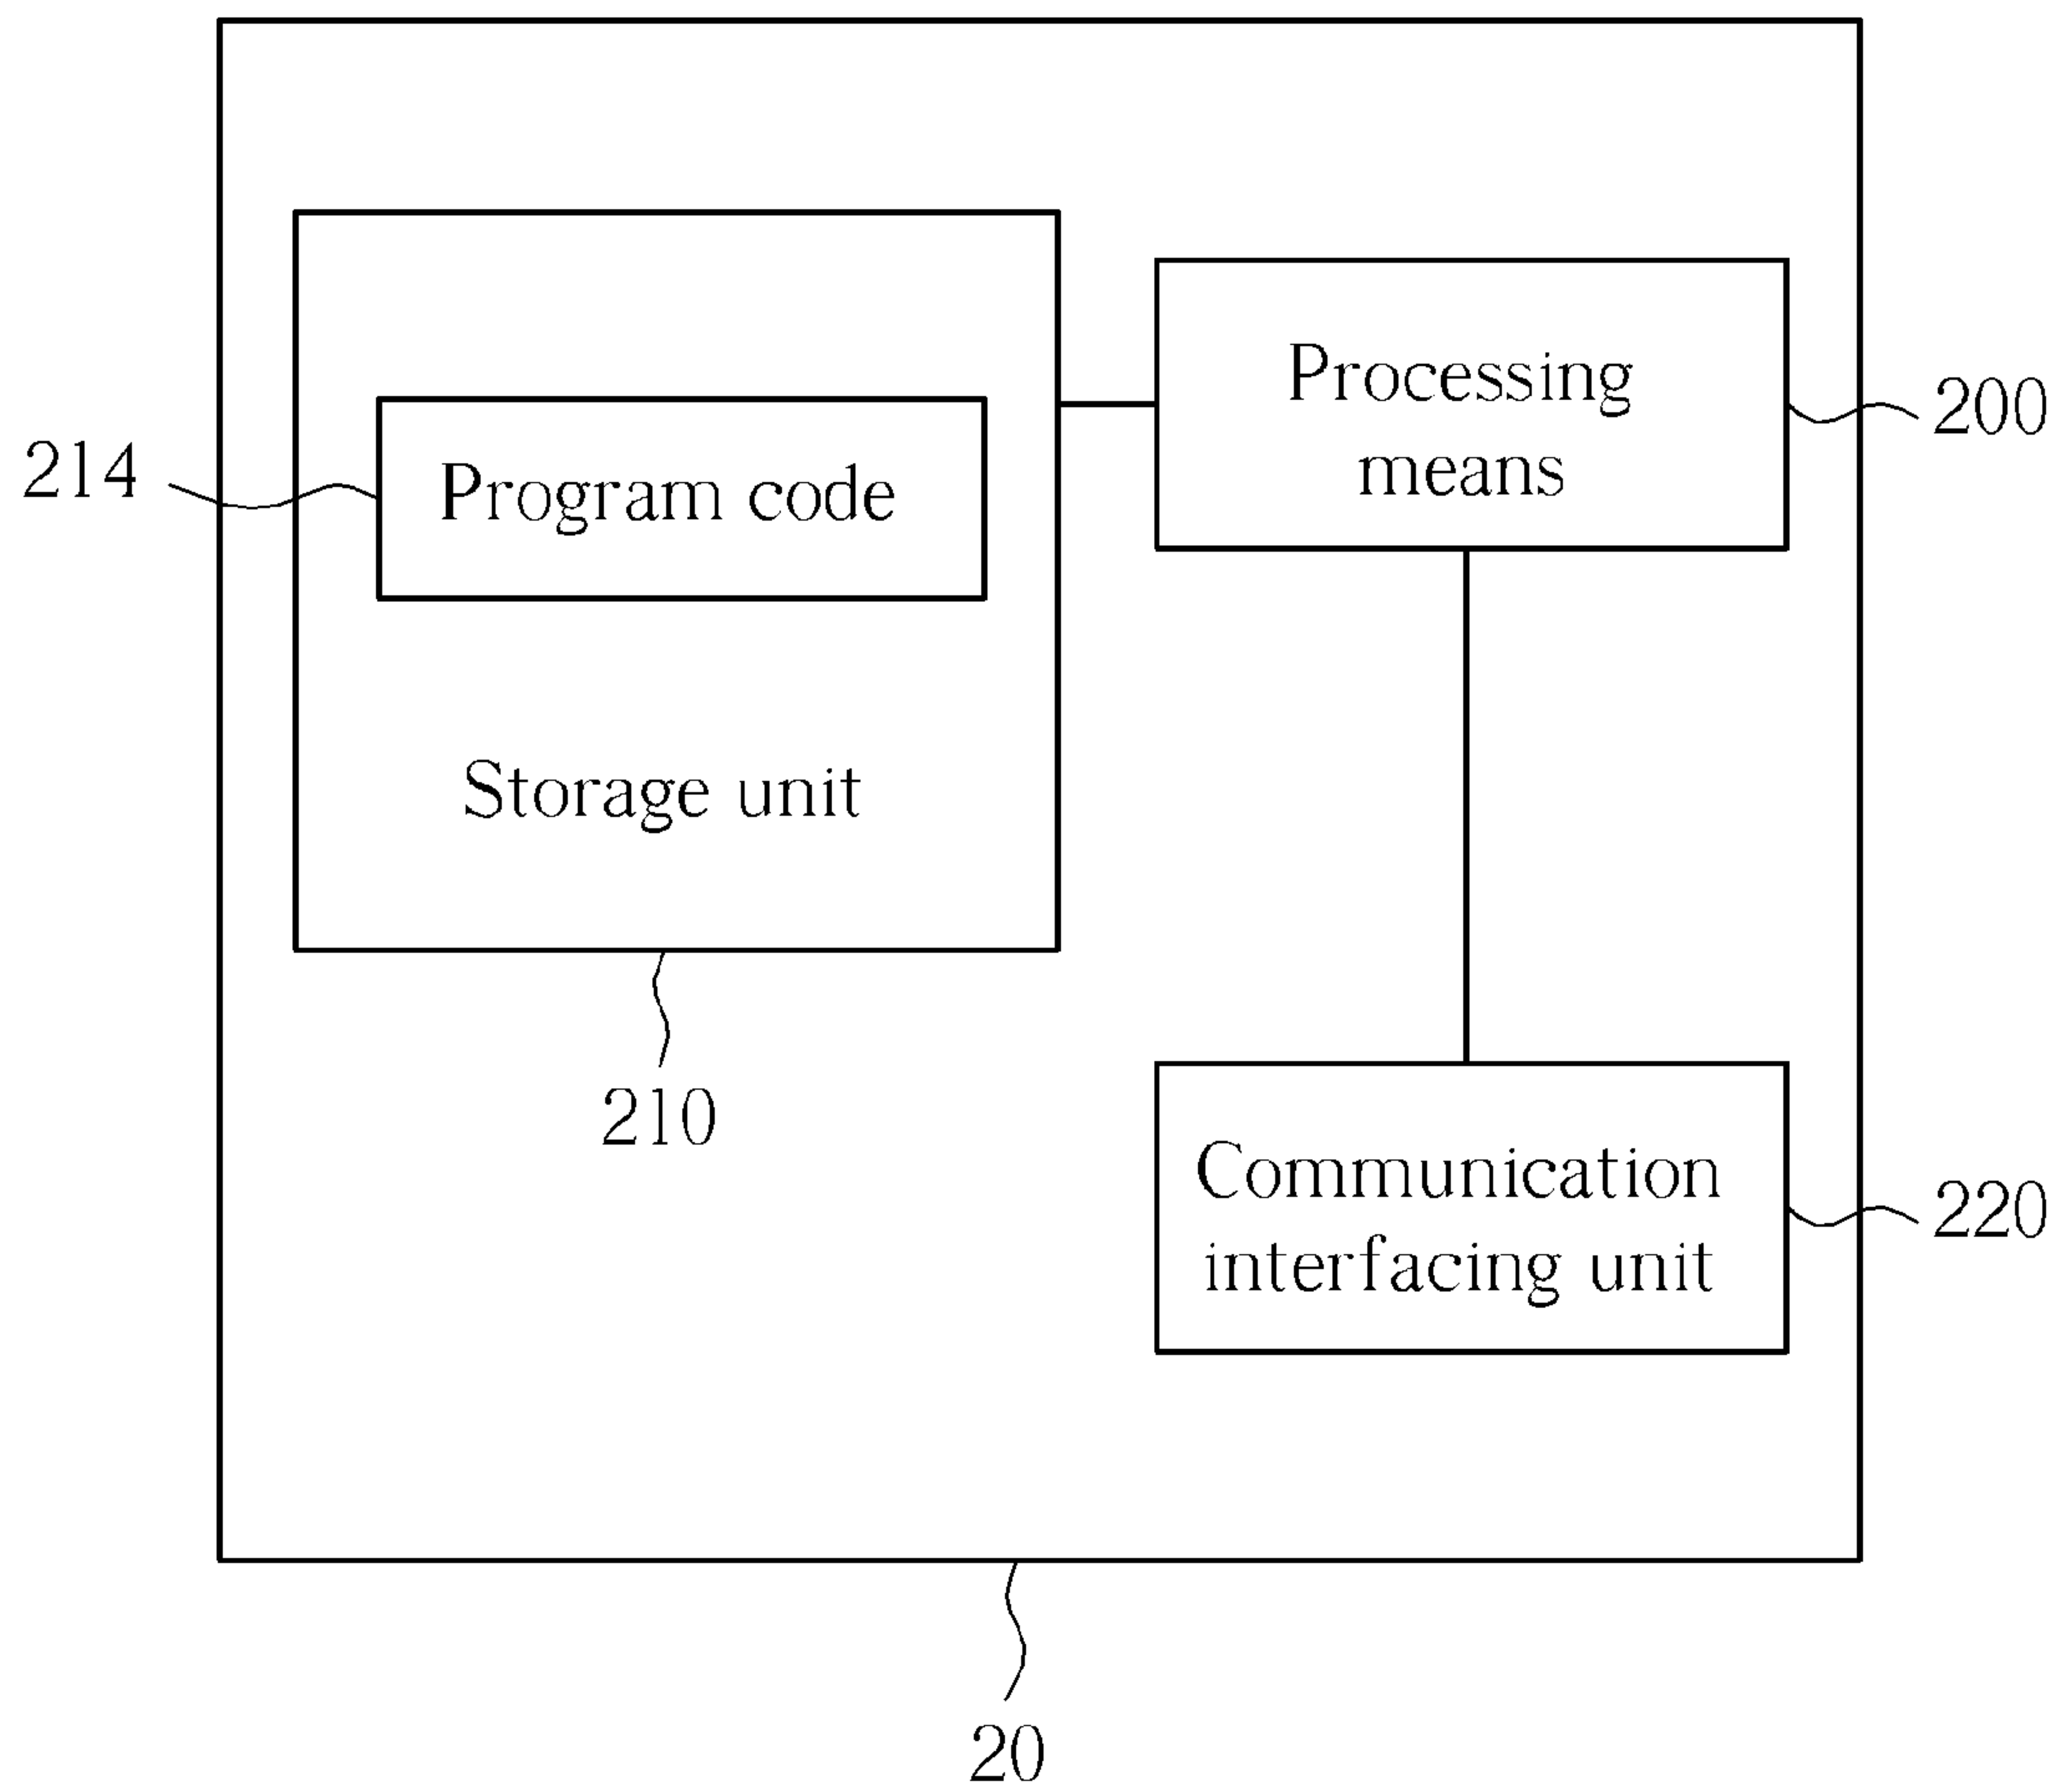 Processing
means
200
214
Program code
Storage unit
210
Communication
interfacing unit
220
20